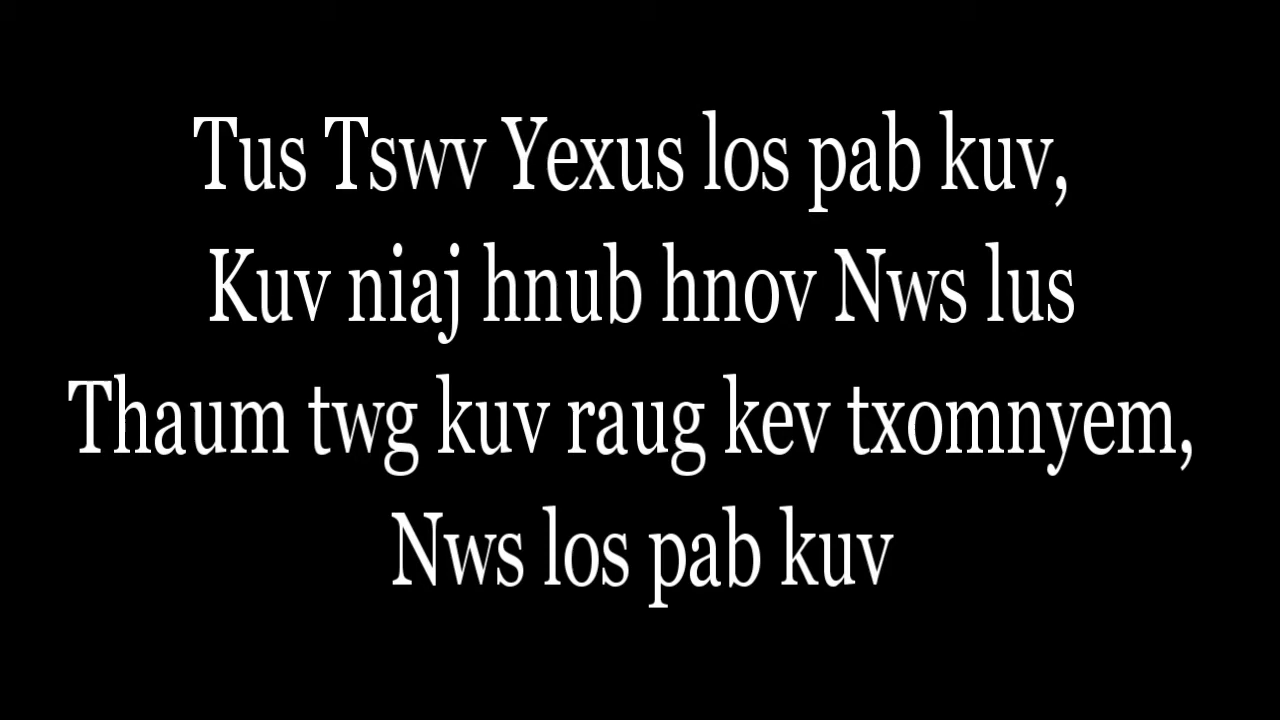 Tus Tswv Yexus los pab kuv,
Kuv niaj hnub hnov Nws lus
Thaum twg kuv raug kev txomnyem,
Nws los pab kuv